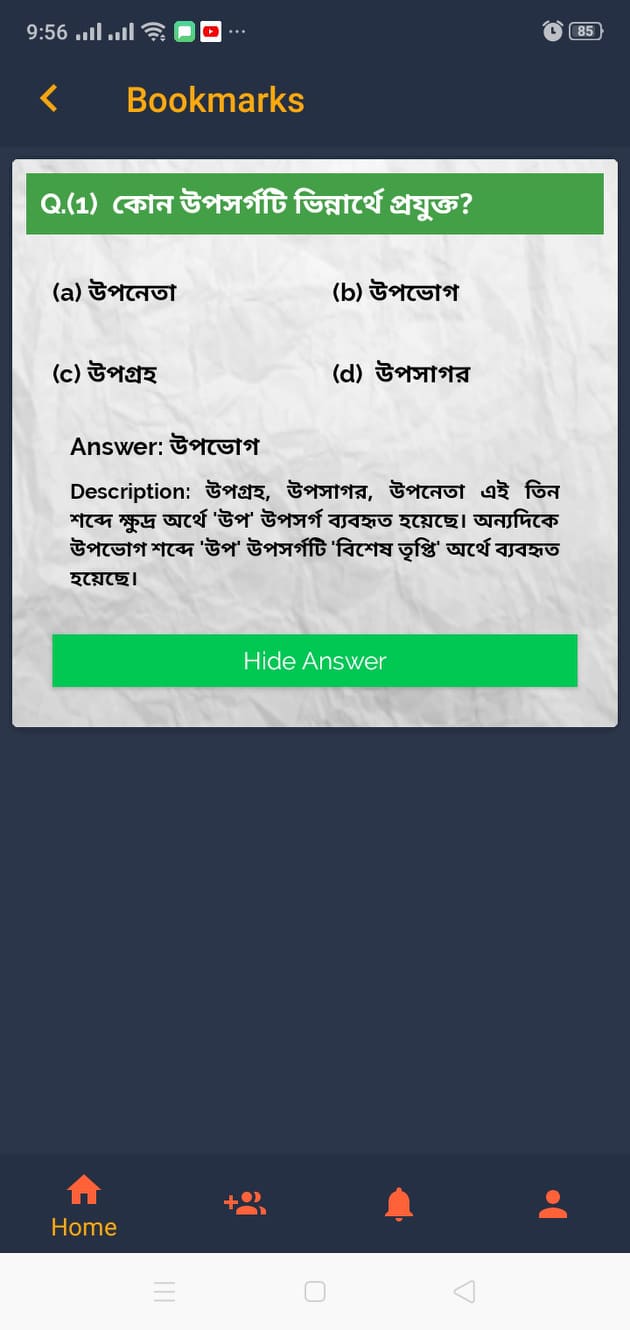 9:56
85
Bookmarks
Q.(1) কোন উপসর্গটি ভিন্নার্থে প্রযুক্ত?
(a) উপনেতা (b) উপভোগ
(c) উপগ্রহ (d) উপসাগর
Answer: উপভোগ
Description: উপগ্রহ, উপসাগর, উপনেতা এই তিন
শব্দে ক্ষুদ্র অর্থে 'উপ' উপসর্গ ব্যবহৃত হয়েছে। অন্যদিকে
উপভোগ শব্দে 'উপ' উপসর্গটি 'বিশেষ তৃপ্তি' অর্থে ব্যবহৃত
হয়েছে।
Hide Answer
Home